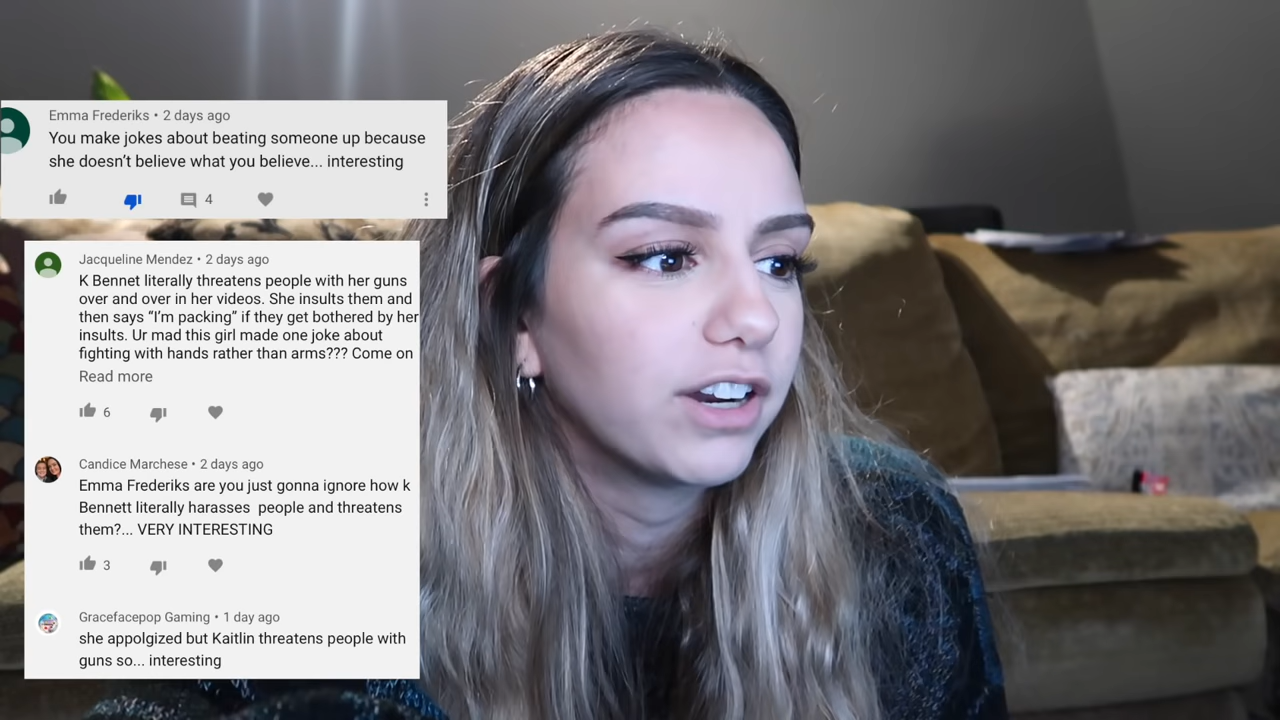 Emma Frederiks • 2 days ago
You make jokes about beating someone up because
she doesn’t believe what you believe... interesting
4
Jacqueline Mendez • 2 days ago
K Bennet literally threatens people with her guns
over and over in her videos. She insults them and
then says “I’m packing” if they get bothered by her
insults. Ur mad this girl made one joke about
fighting with hands rather than arms??? Come on
Read more
6
Candice Marchese • 2 days ago
Emma Frederiks are you just gonna ignore how k
Bennett literally harasses  people and threatens
them?... VERY INTERESTING
3
Gracefacepop Gaming • 1 day ago
she appolgized but Kaitlin threatens people with
guns so... interesting